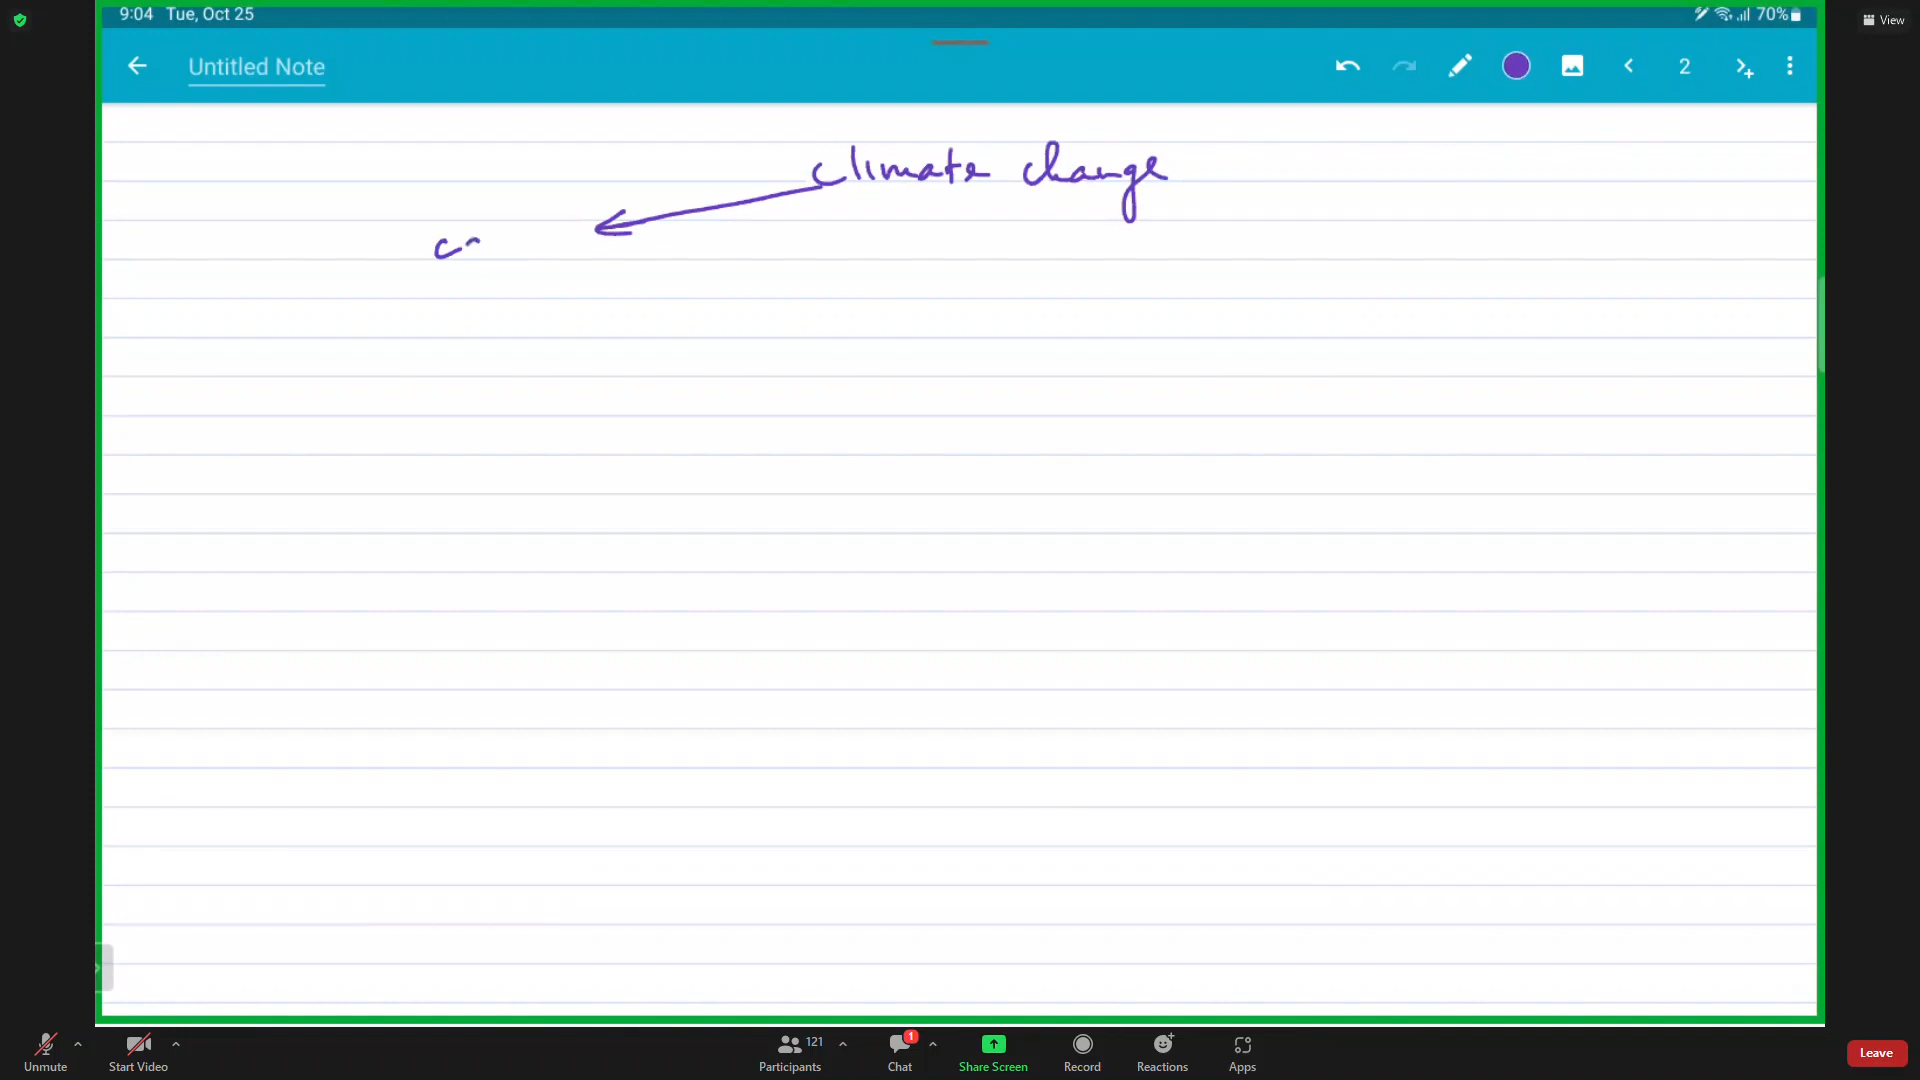 9:04 Tue, Oct 25 70%
View
Untitled Note 2
climate change
Unmute Start Video 121 Participants 1 Chat Share Screen Record Reactions Apps Leave